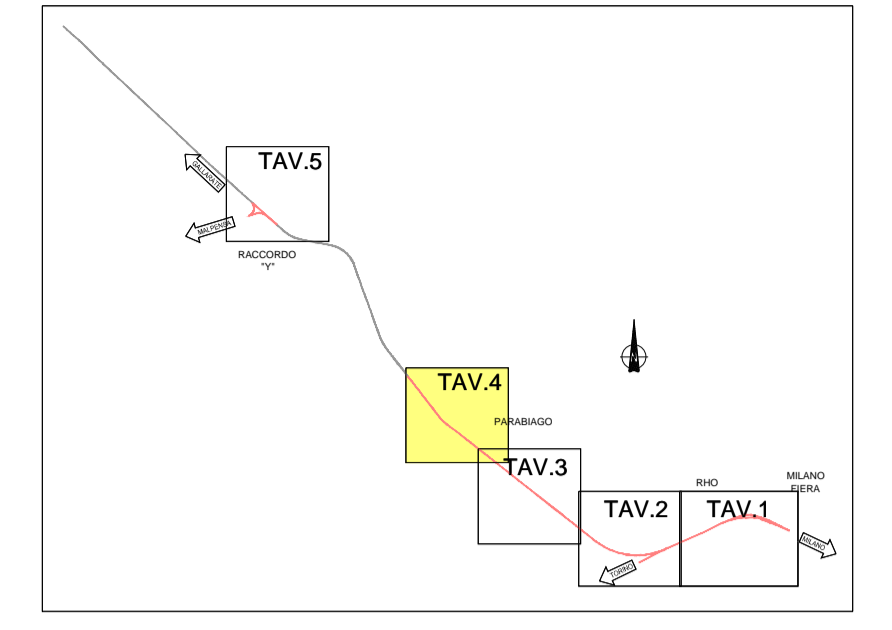 TAV.5
GALLARATE
MALPENSA
RACCORDO
"Y"
TAV.4
PARABIAGO
TAV.3
RHO
MILANO
FIERA
TAV.2
TAV.1
MILANO
TORINO